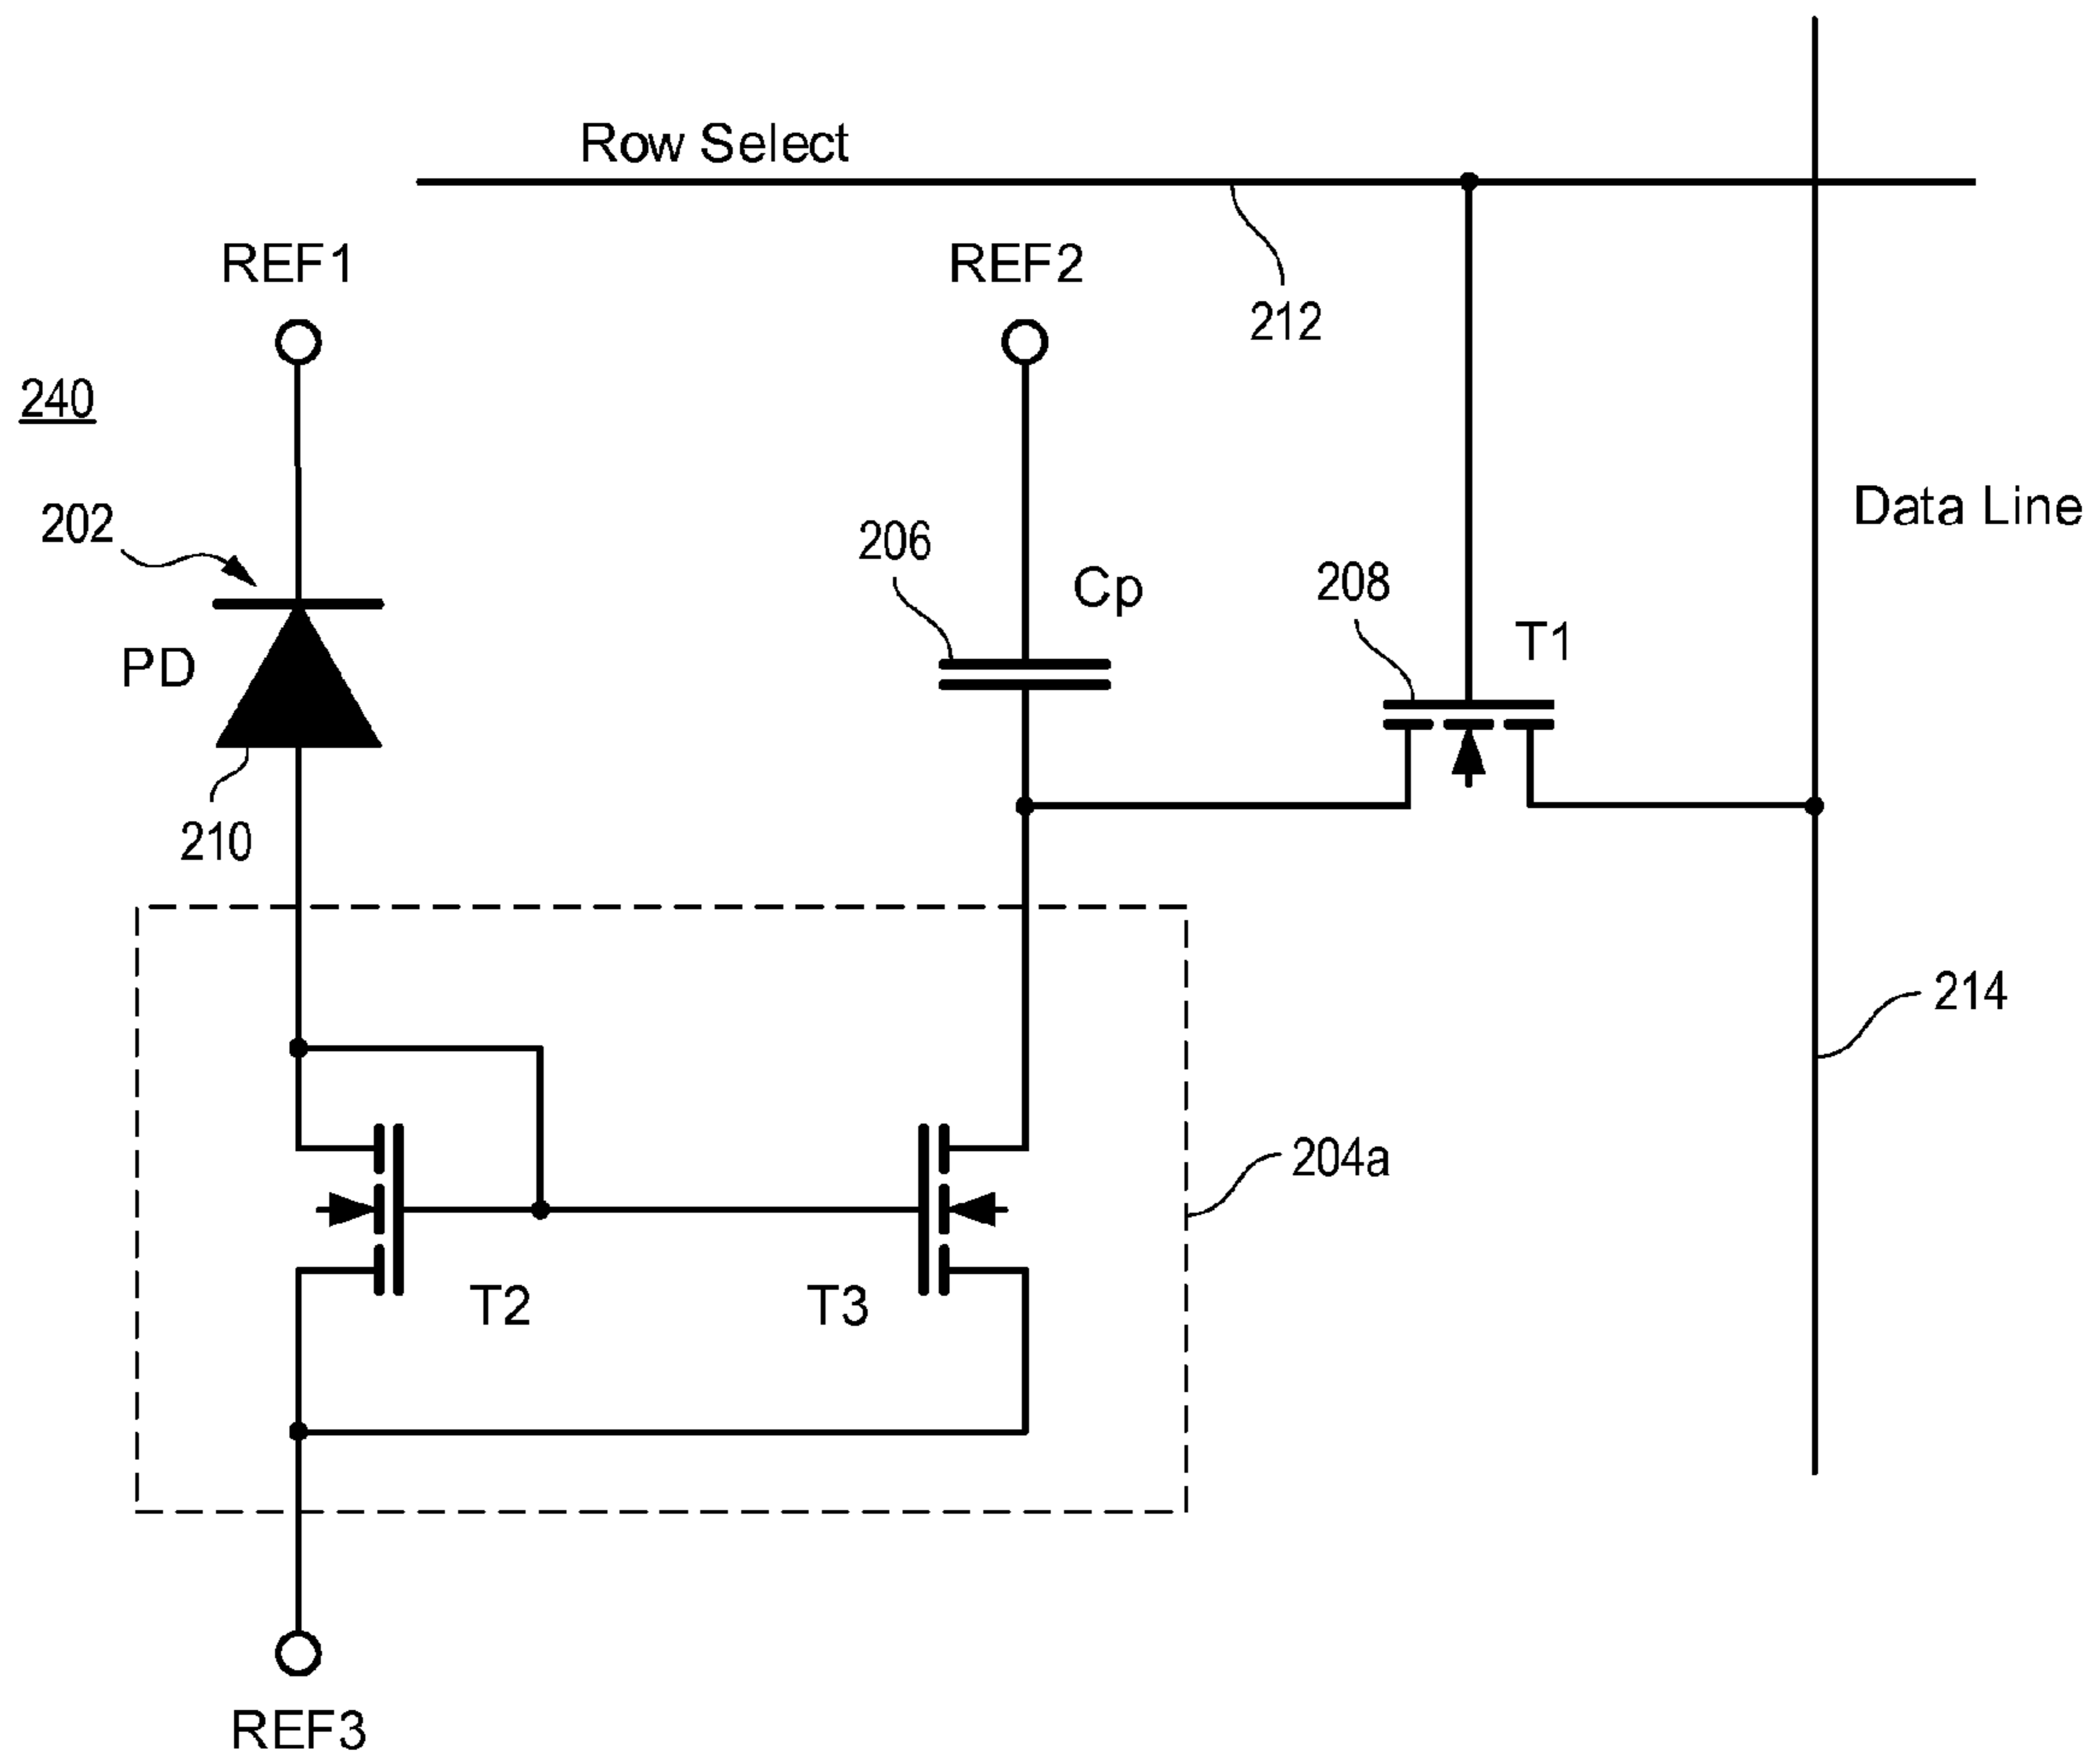 Row Select
REF1
REF2
212
240
202
206
Cp
Data Line
208
T1
PD
210
214
204a
T2
T3
REF3